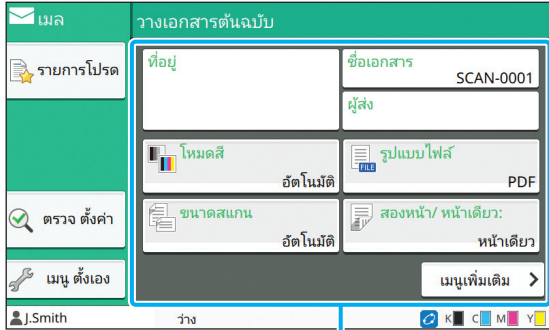 เมล
วางเอกสารต้นฉบับ
รายการโปรด
ที่อยู่
ชื่อเอกสาร
SCAN-0001
ผู้ส่ง
โหมดสี
อัตโนมัติ
รูปแบบไฟล์
FILE
PDF
ขนาดสแกน
อัตโนมัติ
สองหน้า/ หน้าเดียว:
หน้าเดียว
ตรวจ ตั้งค่า
เมนู ตั้งเอง
เมนูเพิ่มเติม
J.Smith
ว่าง
K C M Y